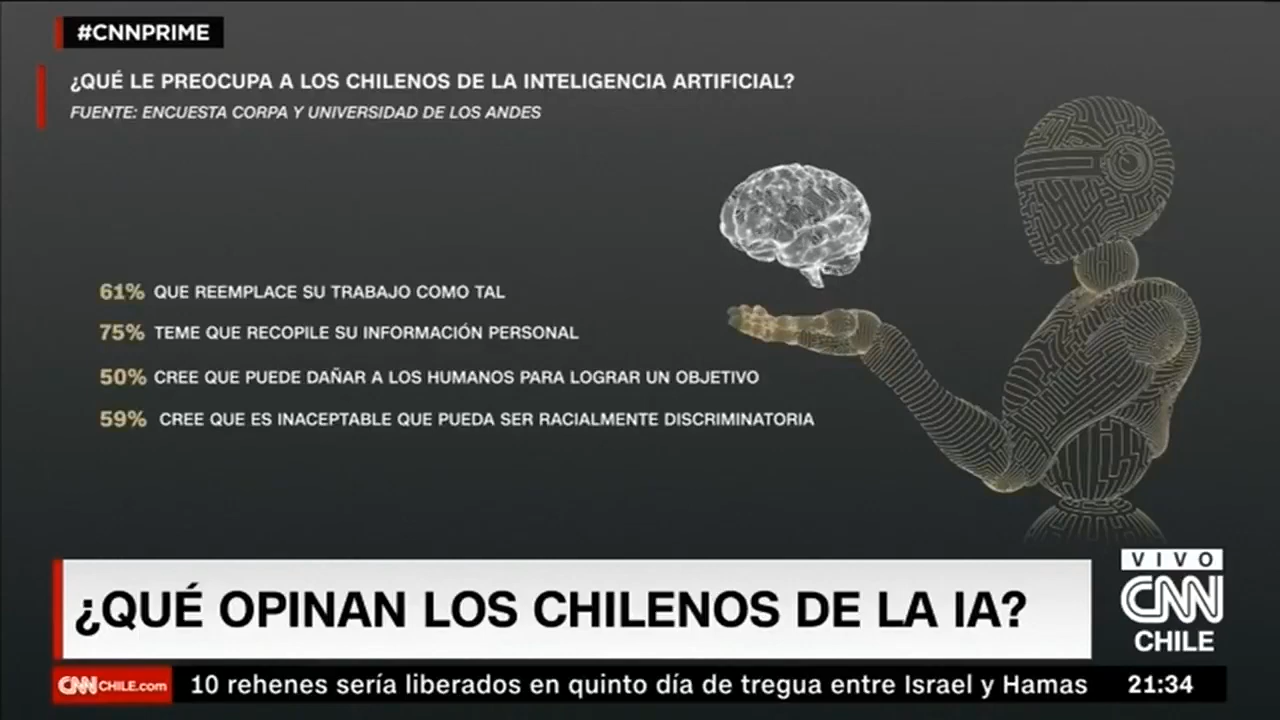 #CNNPRIME
¿QUÉ LE PREOCUPA A LOS CHILENOS DE LA INTELIGENCIA ARTIFICIAL?
FUENTE: ENCUESTA CORPA Y UNIVERSIDAD DE LOS ANDES
61% QUE REEMPLACE SU TRABAJO COMO TAL
75% TEME QUE RECOPILE SU INFORMACIÓN PERSONAL
50% CREE QUE PUEDE DAÑAR A LOS HUMANOS PARA LOGRAR UN OBJETIVO
59% CREE QUE ES INACEPTABLE QUE PUEDA SER RACIALMENTE DISCRIMINATORIA
¿QUÉ OPINAN LOS CHILENOS DE LA IA?
VIVO
CNN
CHILE
CNNCHILE.com 10 rehenes sería liberados en quinto día de tregua entre Israel y Hamas 21:34